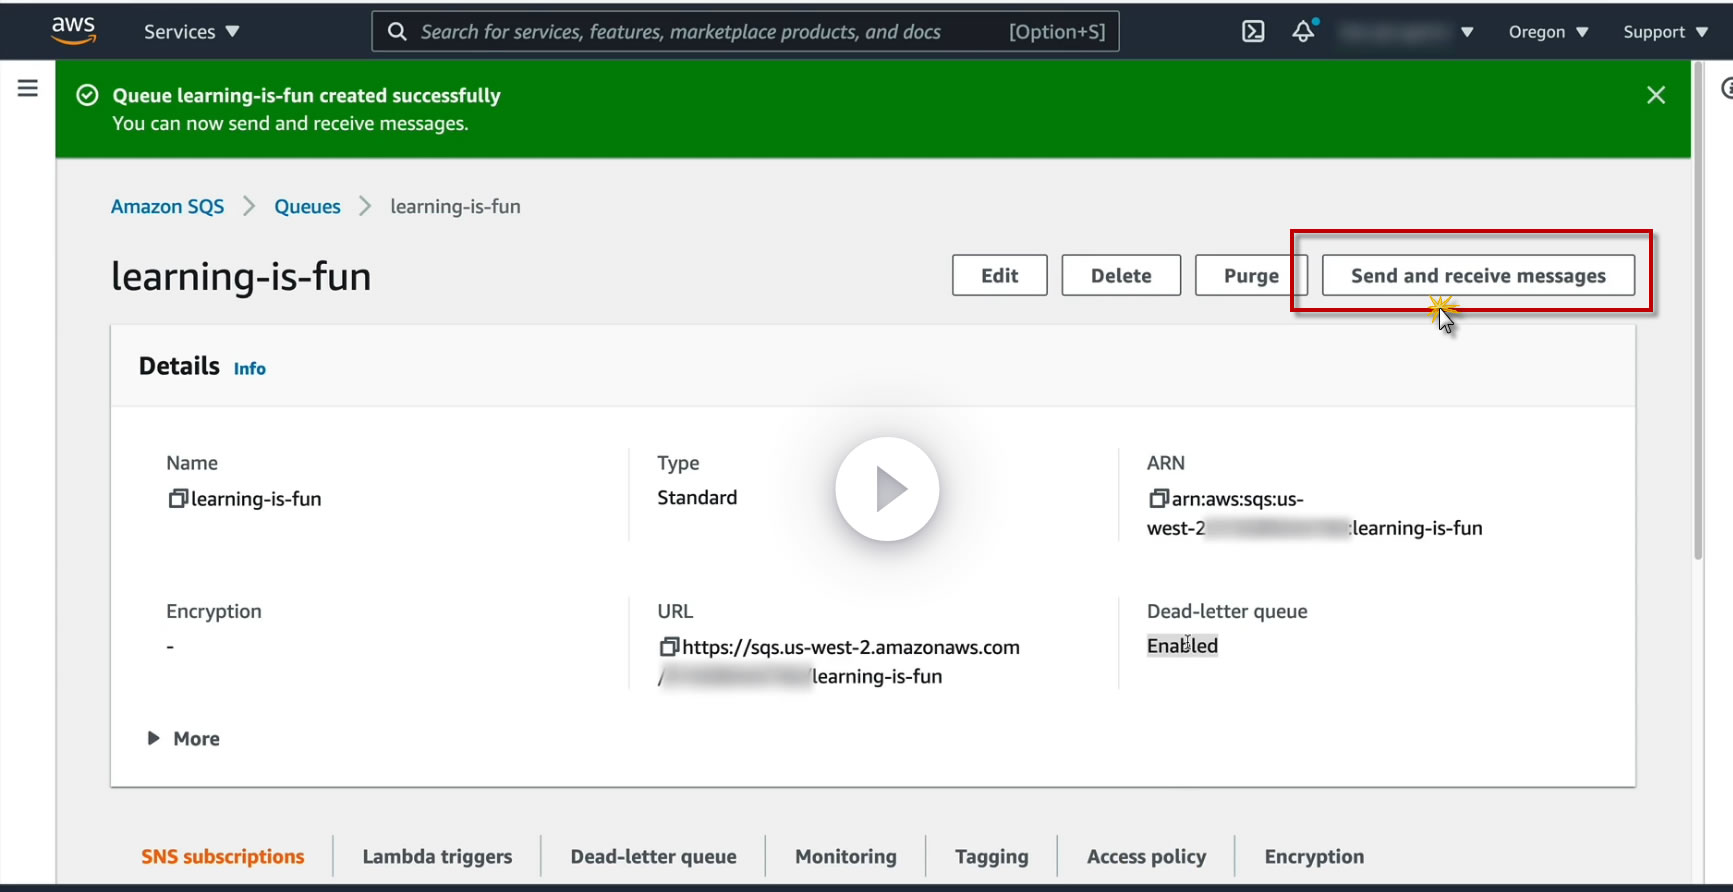 aws
Services
Search for services, features, marketplace products, and docs
[Option+S]
Oregon
Support
Queue learning-is-fun created successfully
You can now send and receive messages.
Amazon SQS
Queues
learning-is-fun
learning-is-fun
Edit
Delete
Purge
Send and receive messages
Details
Info
Name
learning-is-fun
Type
Standard
ARN
arn:aws:sqs:us-
west-2
:learning-is-fun
Encryption
-
URL
https://sqs.us-west-2.amazonaws.com
/
/learning-is-fun
Dead-letter queue
Enabled
More
SNS subscriptions
Lambda triggers
Dead-letter queue
Monitoring
Tagging
Access policy
Encryption